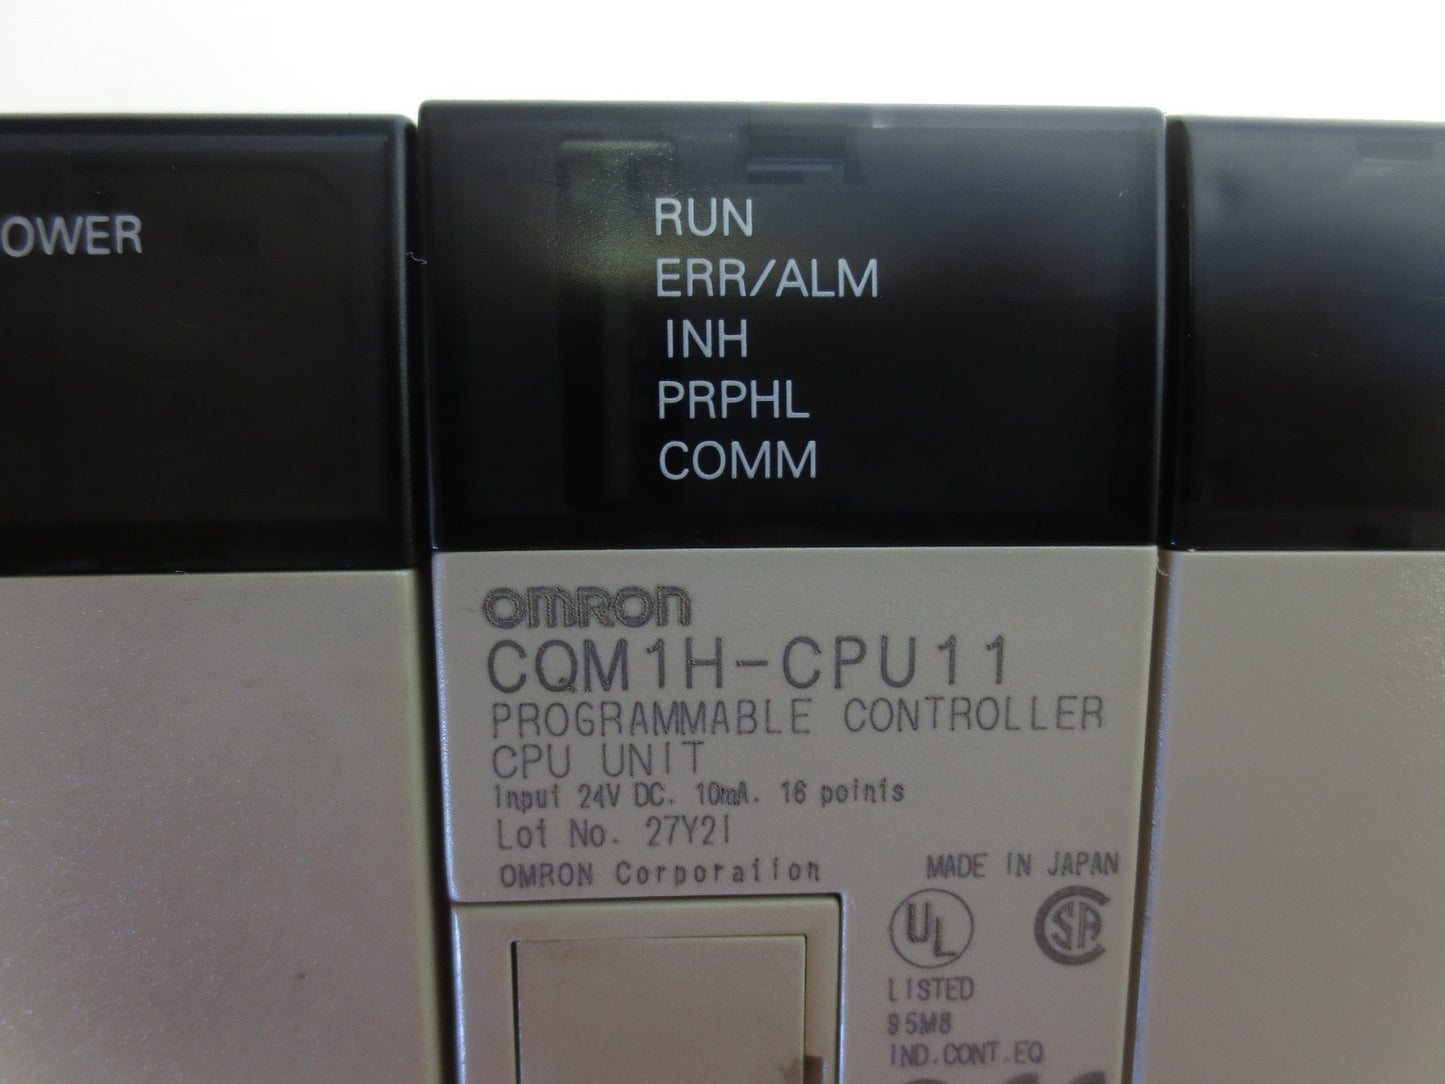 OWER
RUN
ERR/ALM
INH
PRPHL
COMM
OMRON
CQM1H-CPU11
PROGRAMMABLE CONTROLLER
CPU UNIT
Input 24V DC. 10mA. 16 points
Lot No. 27Y2I
OMRON Corporation
MADE IN JAPAN
UL
SA
LISTED
95M8
IND.CONT.EQ